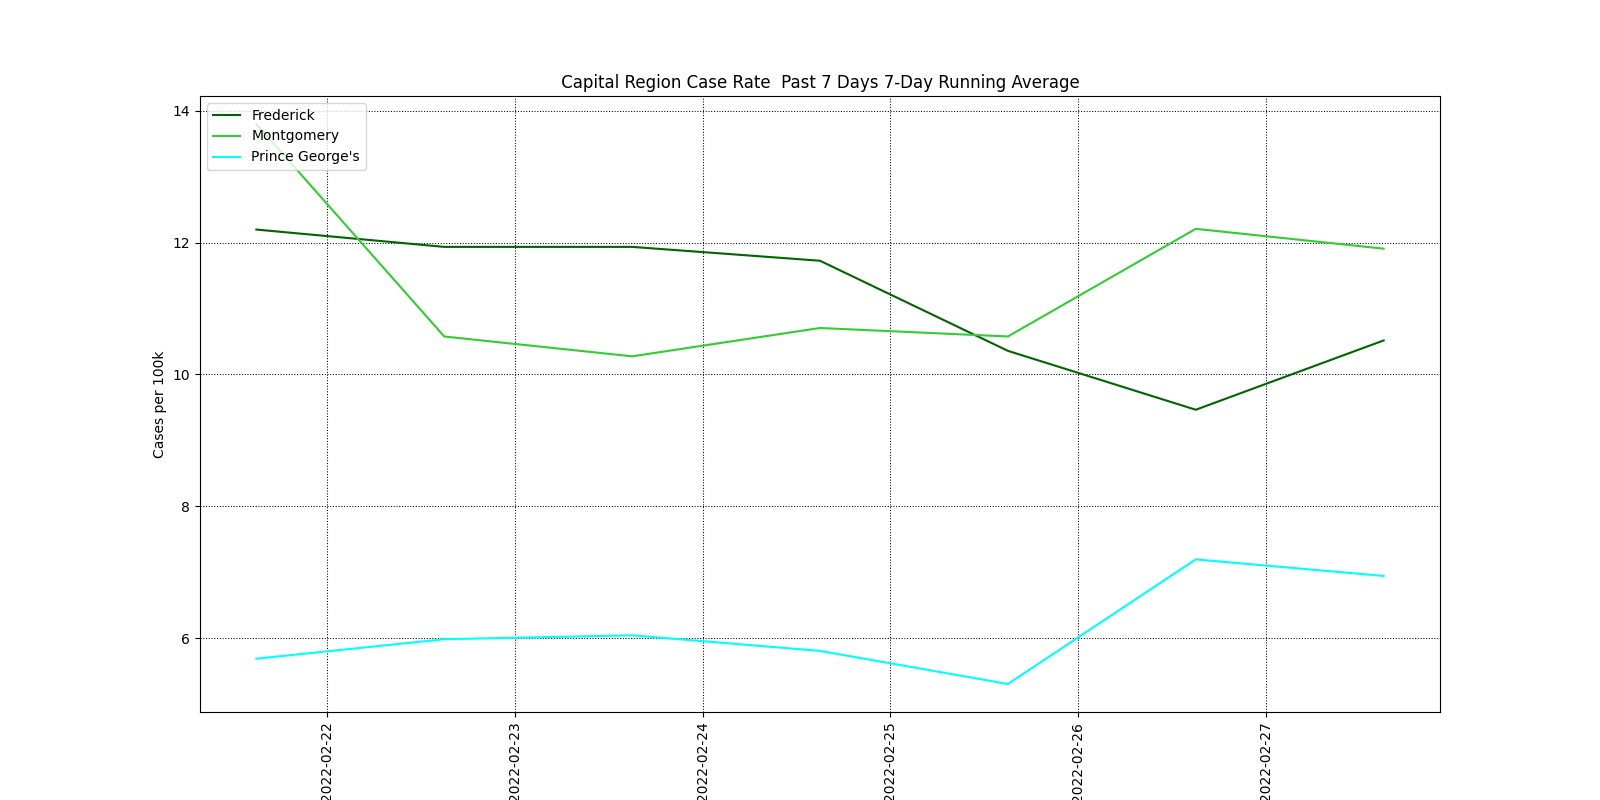 Capital Region Case Rate  Past 7 Days 7-Day Running Average
Frederick
Montgomery
Prince George's
14
12
10
8
6
Cases per 100k
2022-02-22
2022-02-23
2022-02-24
2022-02-25
2022-02-26
2022-02-27